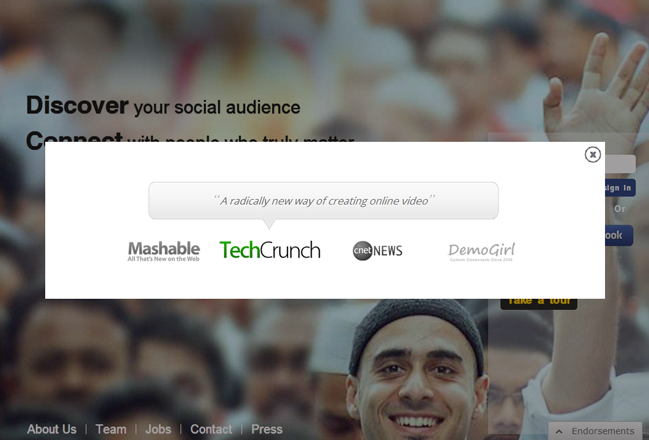 Discover your social audience
Connect with people who truly matter
“A radically new way of creating online video”
Mashable
All That's New on the Web
TechCrunch
cnet NEWS
DemoGirl
sign in
Or
ook
Take a tour
About Us | Team | Jobs | Contact | Press
Endorsements